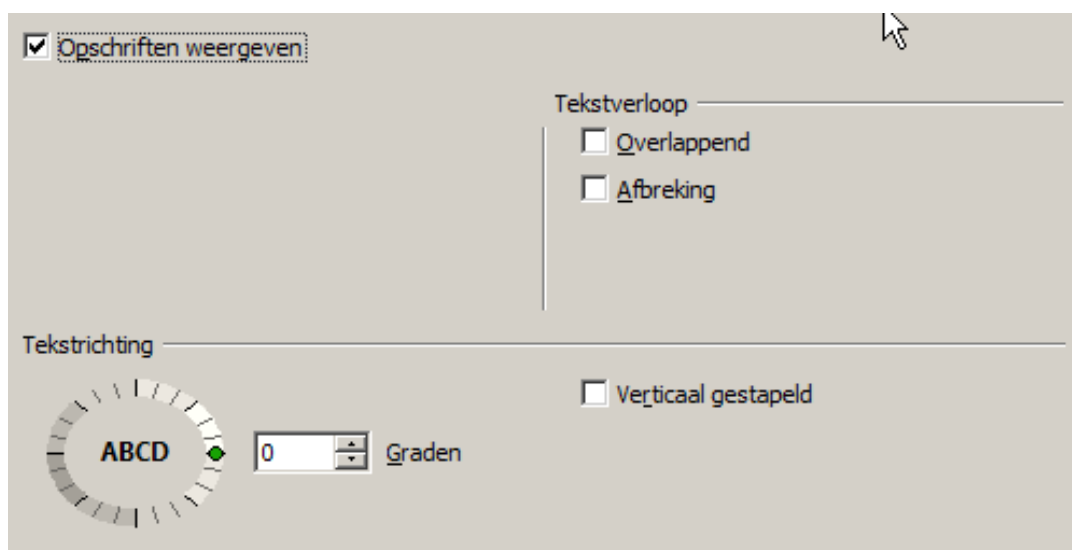 Opschriften weergeven
Tekstverloop
Overlappend
Afbreking
Tekstrichting
Verticaal gestapeld
ABCD
0
Graden